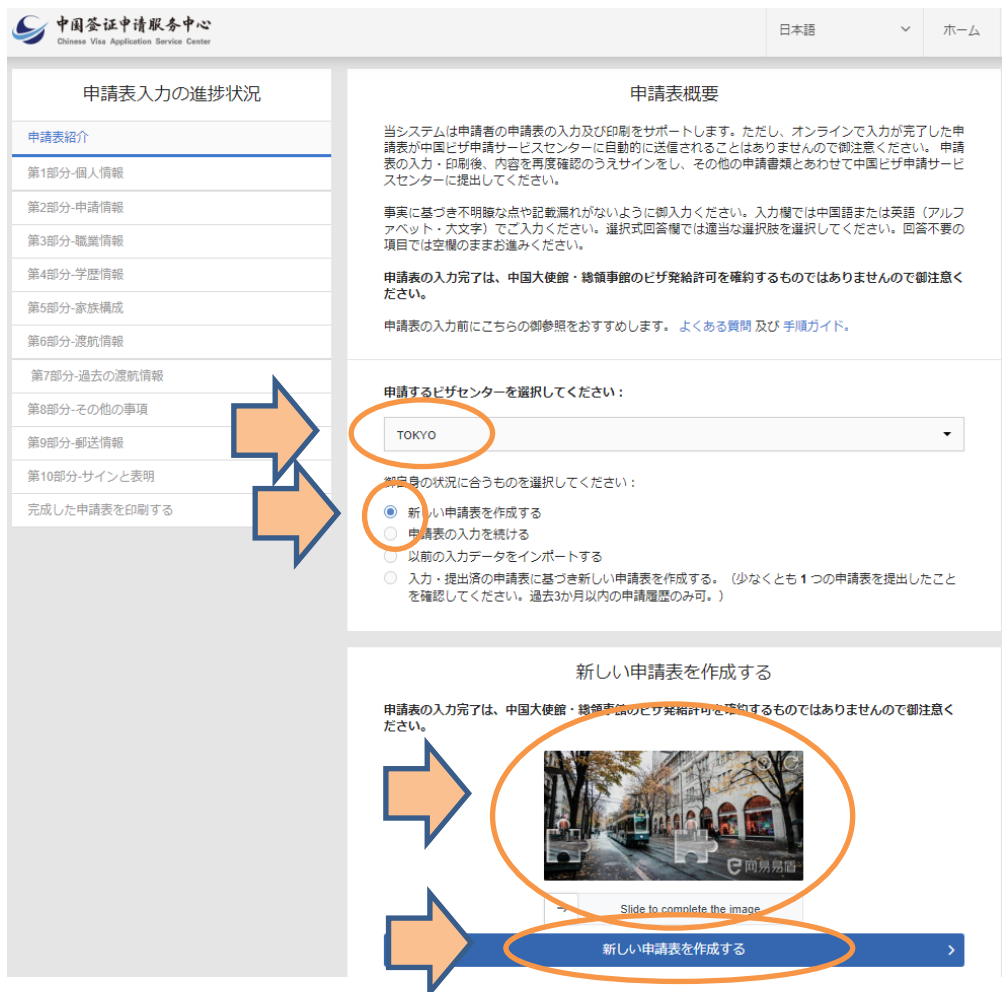 中国签证申请服务中心
Chinese Visa Application Service Center
日本語
ホーム
申請表入力の進捗状況
申請表紹介
第1部分-個人情報
第2部分-申請情報
第3部分-職業情報
第4部分-学歴情報
第5部分-家族構成
第6部分-渡航情報
第7部分-過去の渡航情報
第8部分-その他の事項
第9部分-郵送情報
第10部分-サインと表明
完成した申請表を印刷する
申請表概要
当システムは申請者の申請表の入力及び印刷をサポートします。ただし、オンラインで入力が完了した申
請表が中国ビザ申請サービスセンターに自動的に送信されることはありませんので御注意ください。 申請
表の入力・印刷後、内容を再度確認のうえサインをし、その他の申請書類とあわせて中国ビザ申請サービ
スセンターに提出してください。
事実に基づき不明瞭な点や記載漏れがないように御入力ください。入力欄では中国語または英語（アルフ
ァベット・大文字）でご入力ください。選択式回答欄では適当な選択肢を選択してください。回答不要の
項目では空欄のままお進みください。
申請表の入力完了は、中国大使館・總領事館のビザ発給許可を確約するものではありませんので御注意く
ださい。
申請表の入力前にこちらの御参照をおすすめします。 よくある質問 及び 手順ガイド。
申請するビザセンターを選択してください：
TOKYO
御自身の状況に合うものを選択してください：
新しい申請表を作成する
申請表の入力を続ける
以前の入力データをインポートする
入力・提出済の申請表に基づき新しい申請表を作成する。（少なくとも 1 つの申請表を提出したこと
を確認してください。過去3か月以内の申請履歴のみ可。）
新しい申請表を作成する
申請表の入力完了は、中国大使館・總領事館のビザ発給許可を確約するものではありませんので御注意く
ださい。
网易易盾
Slide to complete the image
新しい申請表を作成する